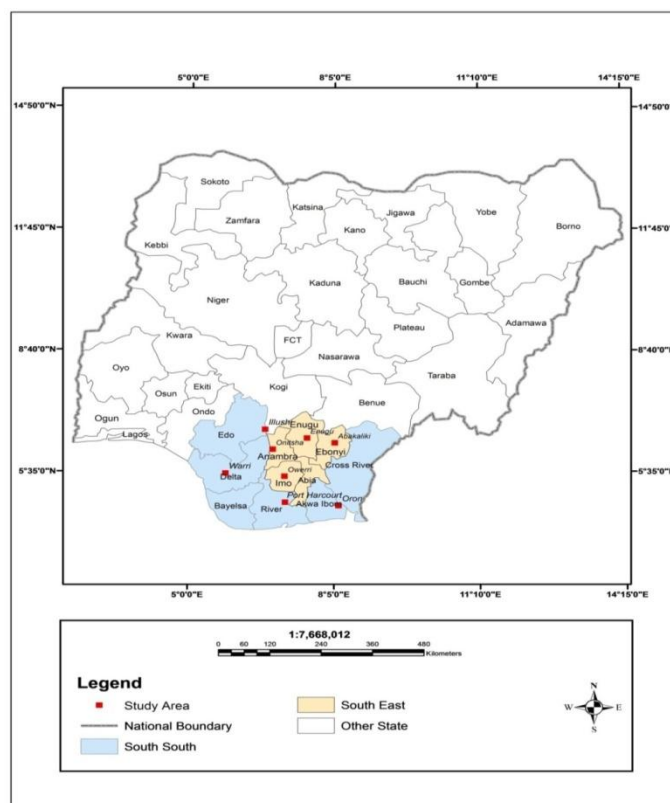 5°0'0"E 8°5'0"E 11°10'0"E 14°15'0"E
14°50'0"N 14°50'0"N
Sokoto
Katsina
Zamfara
Jigawa
Yobe
Kano
Borno
11°45'0"N 11°45'0"N
Kebbi
Kaduna
Bauchi
Gombe
Niger
Adamawa
Plateau
Kwara
FCT
8°40'0"N 8°40'0"N
Nasarawa
Oyo
Taraba
Ekiti
Kogi
Benue
Osun
Ondo
Ogun
Illushi
Enugu
Lagos
Edo
Enugu
Abakaliki
Onitsha
Ebonyi
Anambra
5°35'0"N 5°35'0"N
Warri
Cross River
Delta
Owerri
Abia
Imo
Port Harcourt
Oron
Bayelsa
River
Akwa Ibom
5°0'0"E 8°5'0"E 11°10'0"E 14°15'0"E
1:7,668,012
0 60 120 240 360 480
Kilometers
Legend
Study Area
National Boundary
South South
South East
Other State
N
W E
S